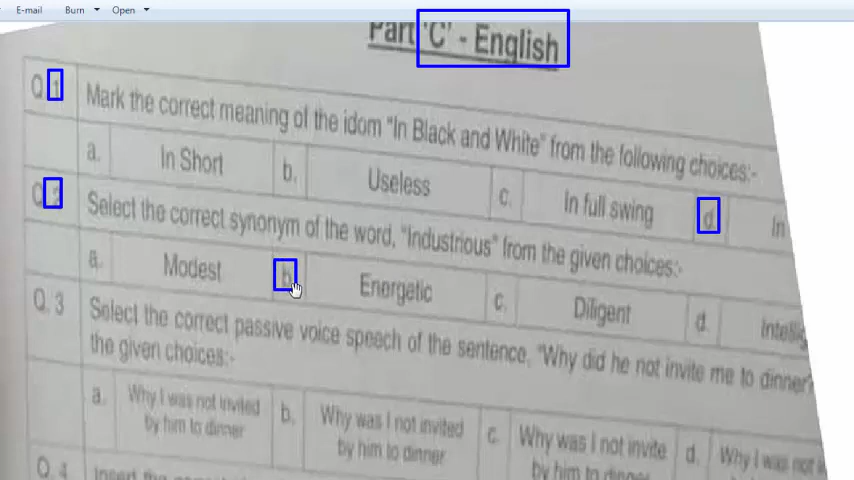 E-mail Burn Open
Part 'C' - English
Q.1 Mark the correct meaning of the idom "In Black and White" from the following choices:-
a. In Short b. Useless c. In full swing d. In
Q.2 Select the correct synonym of the word, "Industrious" from the given choices:-
a. Modest b. Energetic c. Diligent d.
Q. 3 Select the correct passive voice speech of the sentence, "Why did he not invite me to dinner?
the given choices:-
a. Why I was not invited b. Why was I not invited c. Why was I not invite d. Why I was not
by him to dinner by him to dinner by him to dinner
Q. 4 Insert the